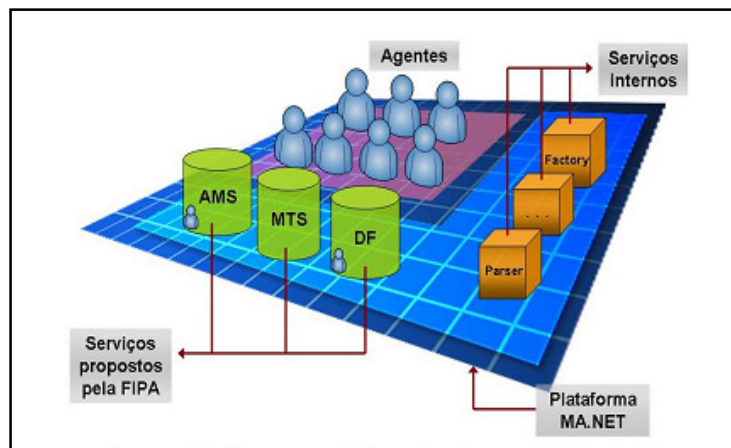 Agentes
Serviços
Internos
Factory
...
Parser
AMS
MTS
DF
Serviços
propostos
pela FIPA
Plataforma
MA.NET